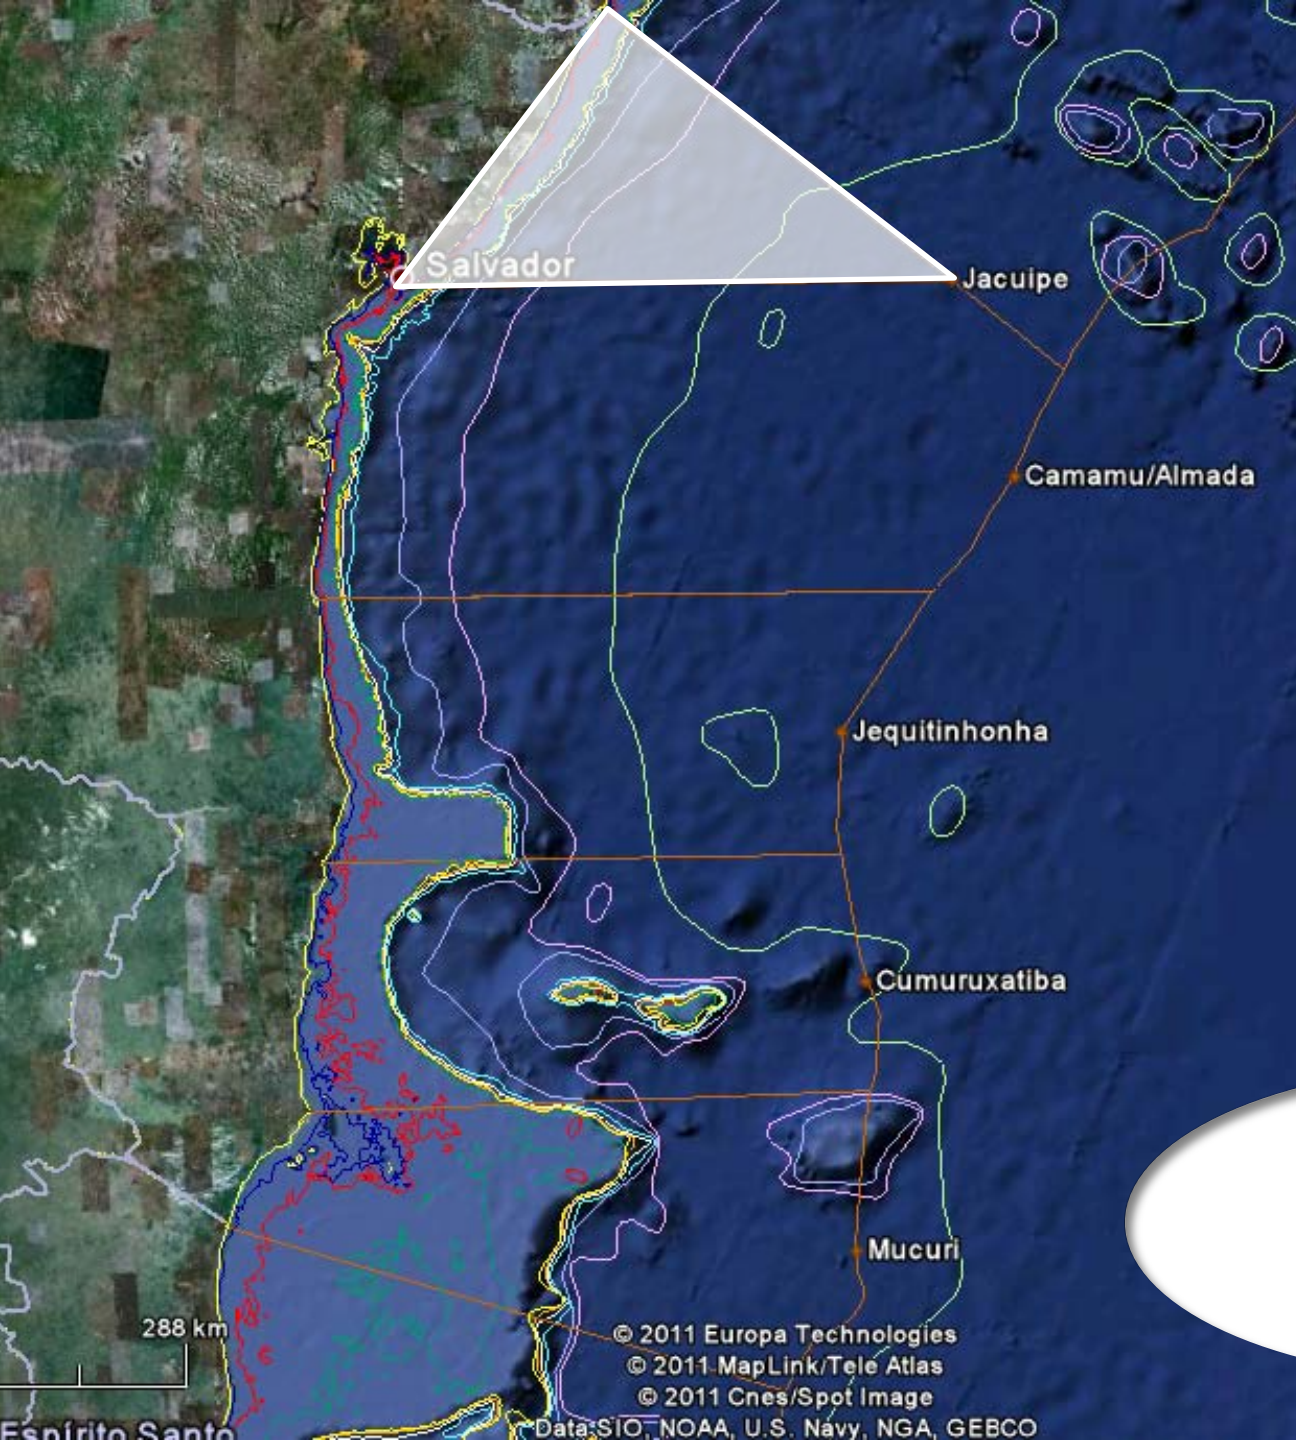 Salvador
Jacuipe
Camamu/Almada
Jequitinhonha
Cumuruxatiba
Mucuri
288 km
© 2011 Europa Technologies
© 2011 MapLink/Tele Atlas
© 2011 Cnes/Spot Image
Data SIO, NOAA, U.S. Navy, NGA, GEBCO
Espírito Santo